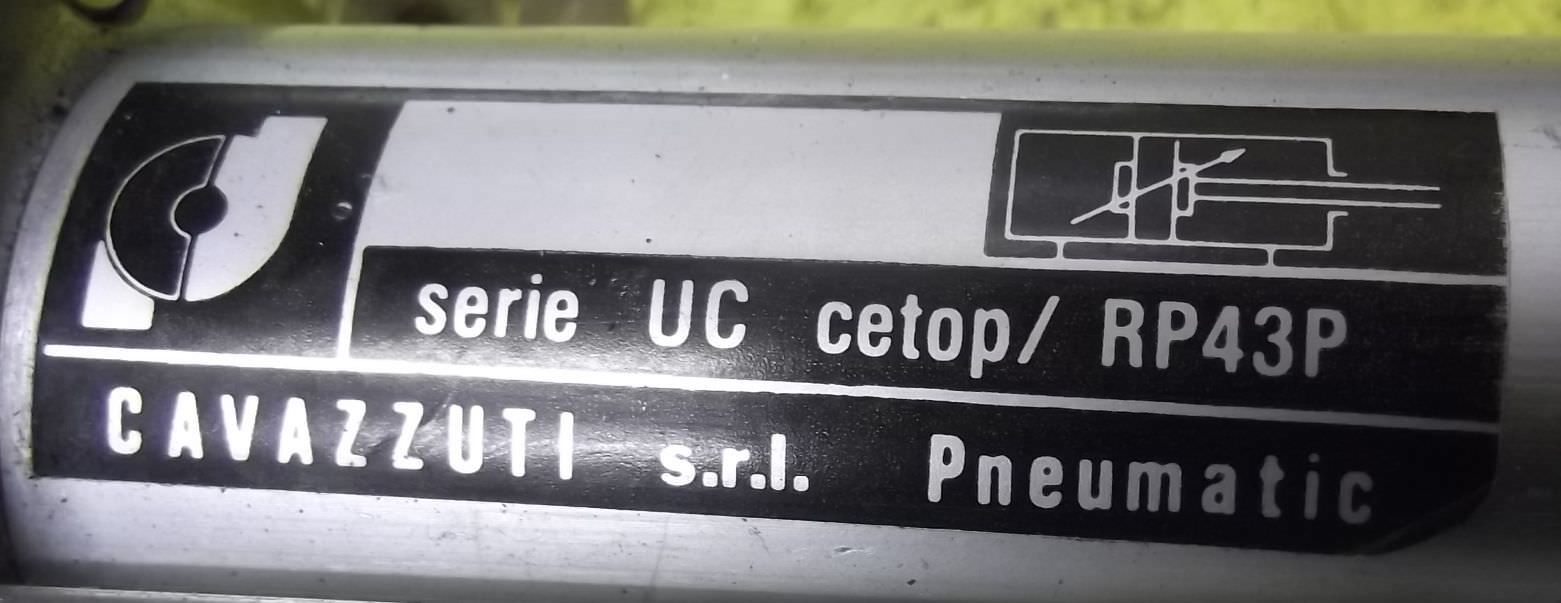 serie UC cetop/ RP43P
CAVAZZUTI s.r.l. Pneumatic